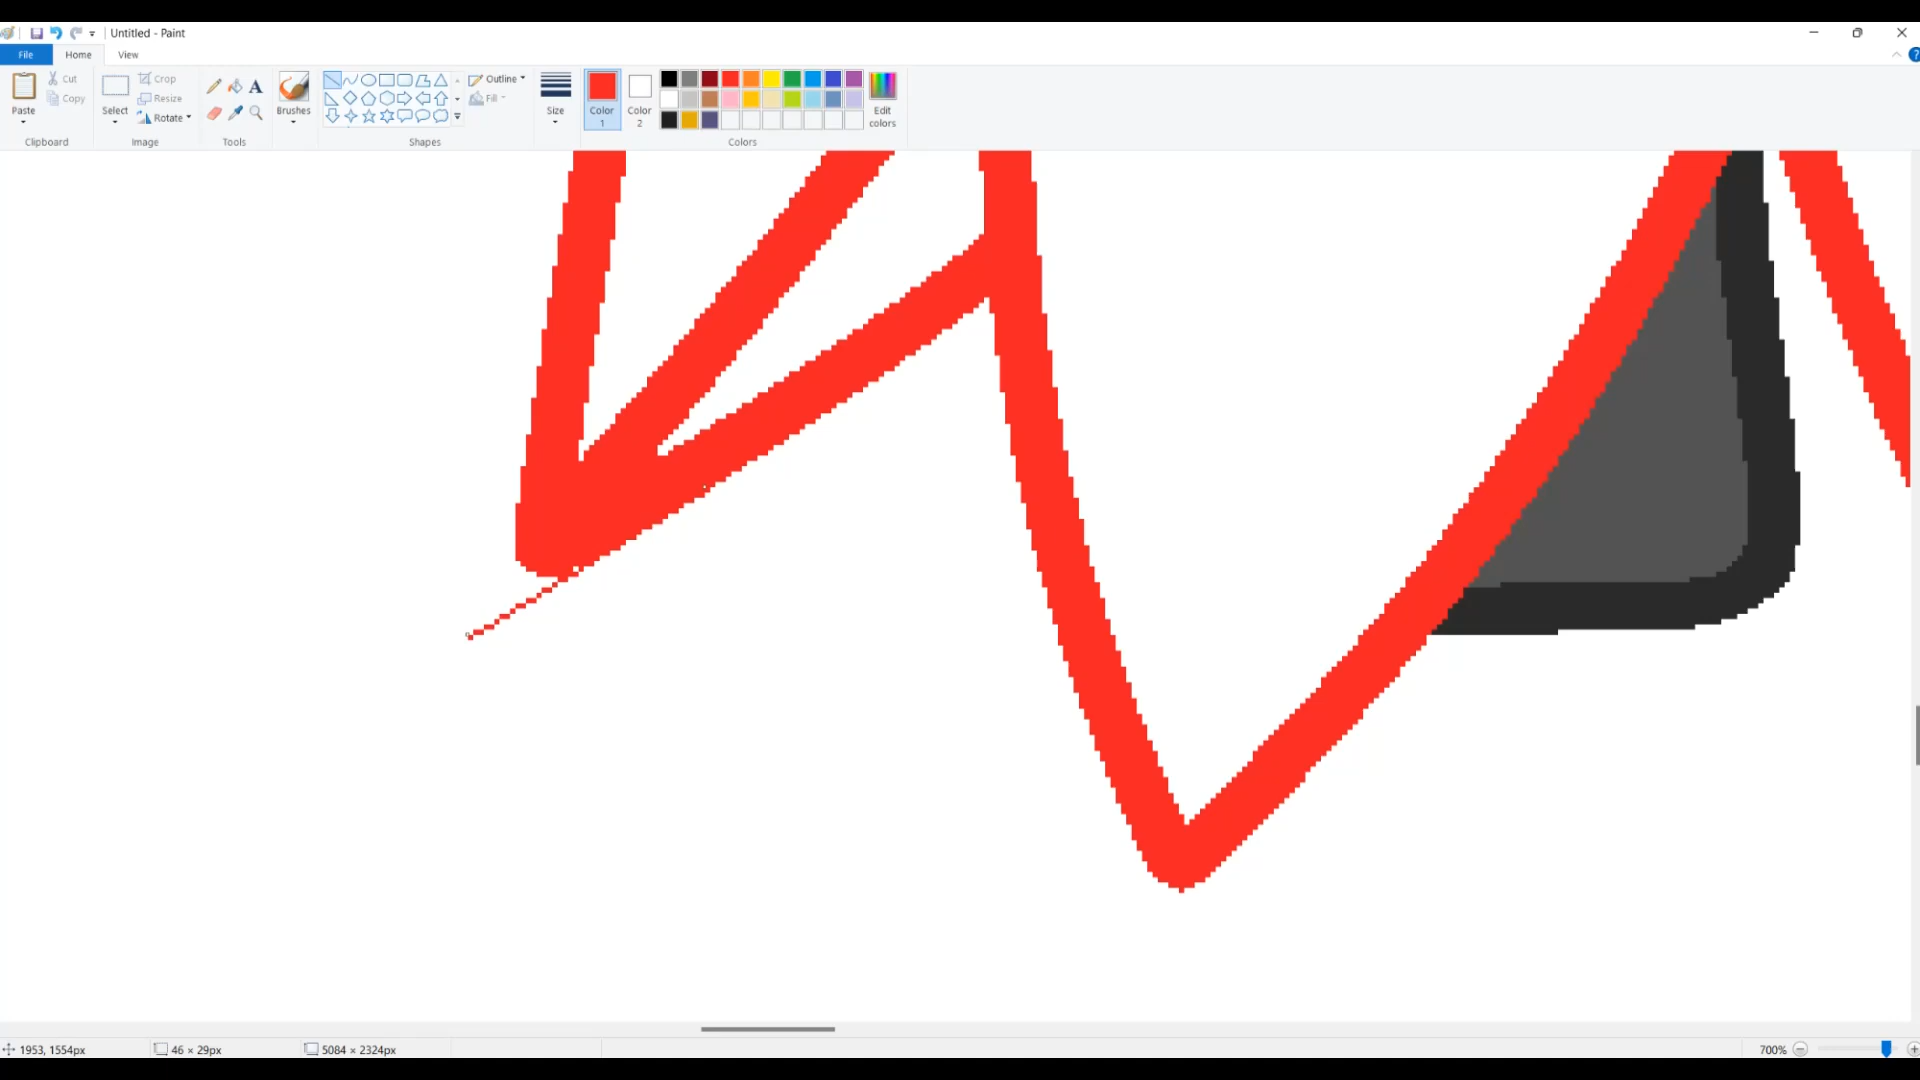 Untitled - Paint
File Home View
Paste
Cut
Copy
Clipboard
Select
Crop
Resize
Rotate
Image
A
Tools
Brushes
Outline
Fill
Shapes
Size
Color 1
Color 2
Edit colors
Colors
1953, 1554px
46 × 29px
5084 × 2324px
700%